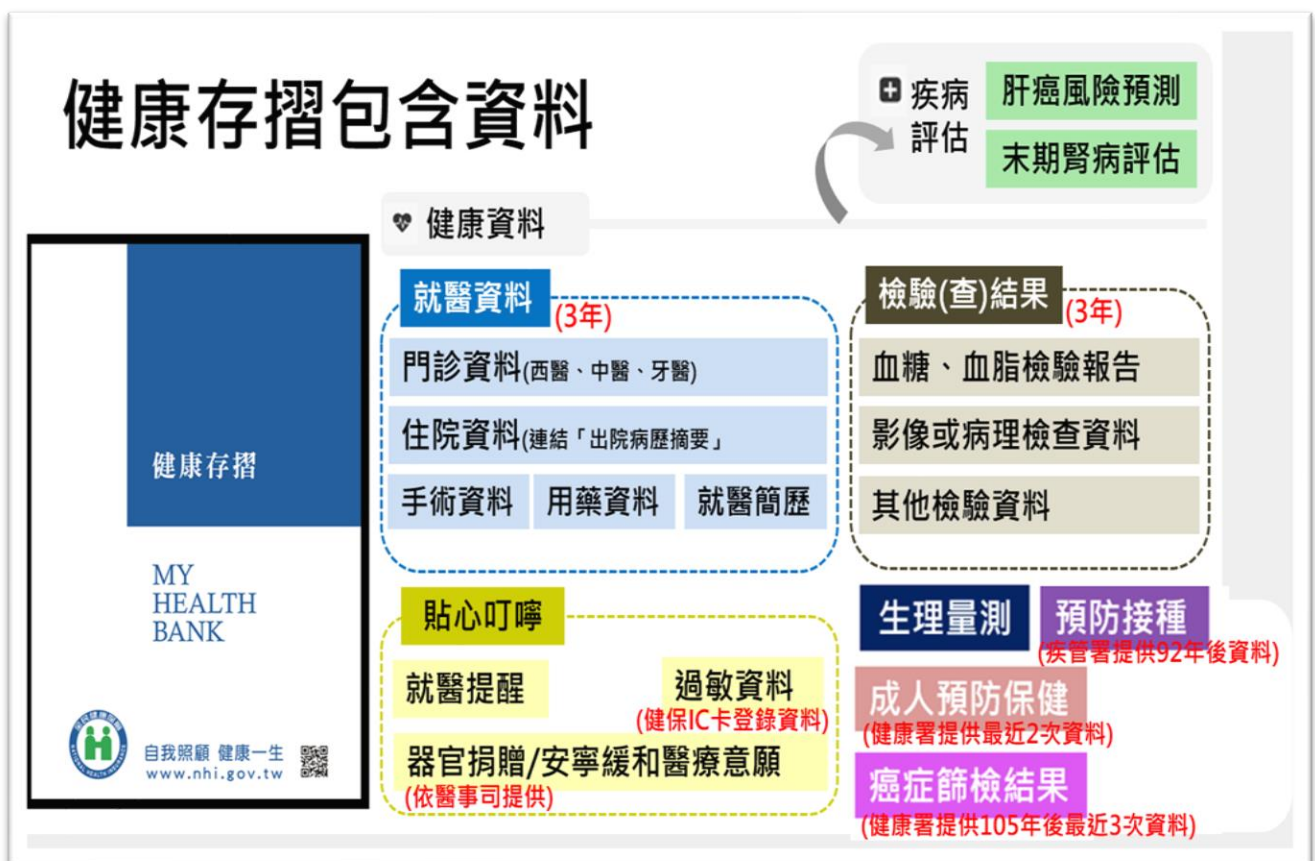 健康存摺包含資料
疾病
評估
肝癌風險預測
末期腎病評估
健康資料
健康存摺
MY
HEALTH
BANK
自我照顧 健康一生
www.nhi.gov.tw
就醫資料
(3年)
門診資料(西醫、中醫、牙醫)
住院資料(連結「出院病歷摘要」
手術資料
用藥資料
就醫簡歷
檢驗(查)結果
(3年)
血糖、血脂檢驗報告
影像或病理檢查資料
其他檢驗資料
貼心叮嚀
就醫提醒
過敏資料
(健保IC卡登錄資料)
器官捐贈/安寧緩和醫療意願
(依醫事司提供)
生理量測
預防接種
(疾管署提供92年後資料)
成人預防保健
(健康署提供最近2次資料)
癌症篩檢結果
(健康署提供105年後最近3次資料)